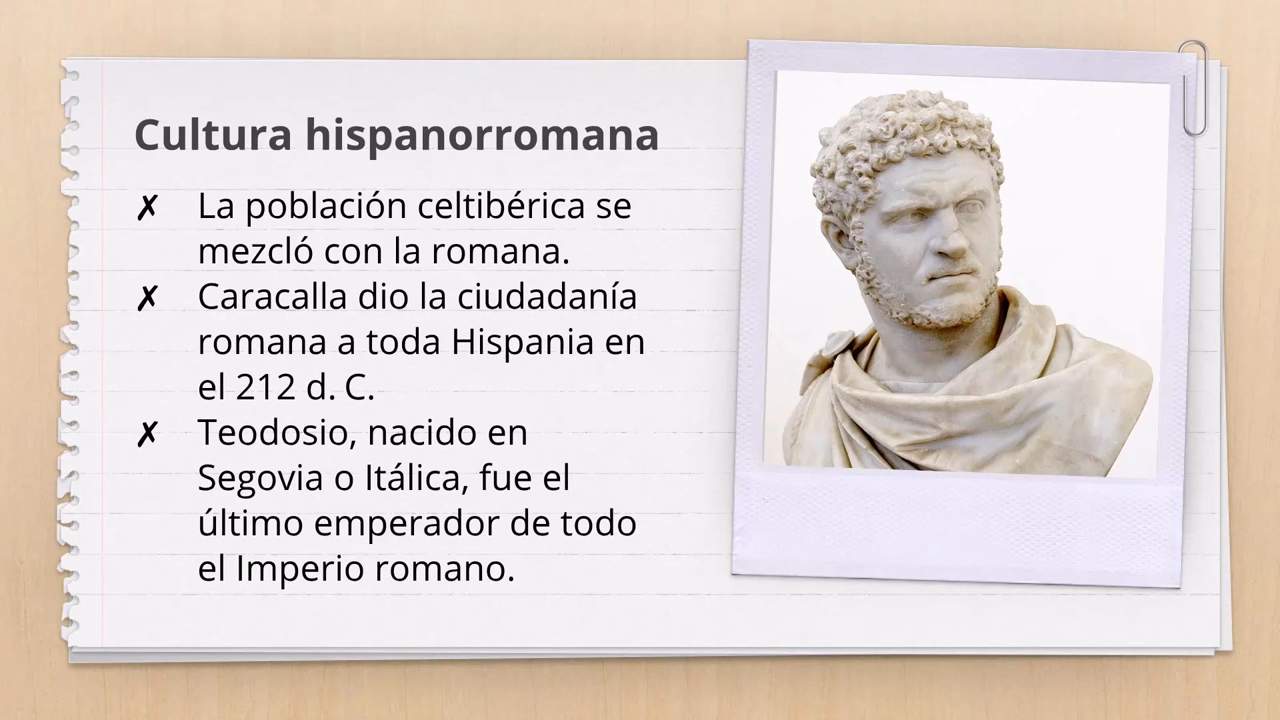 Cultura hispanorromana
✗ La población celtibérica se
mezcló con la romana.
✗ Caracalla dio la ciudadanía
romana a toda Hispania en
el 212 d. C.
✗ Teodosio, nacido en
Segovia o Itálica, fue el
último emperador de todo
el Imperio romano.